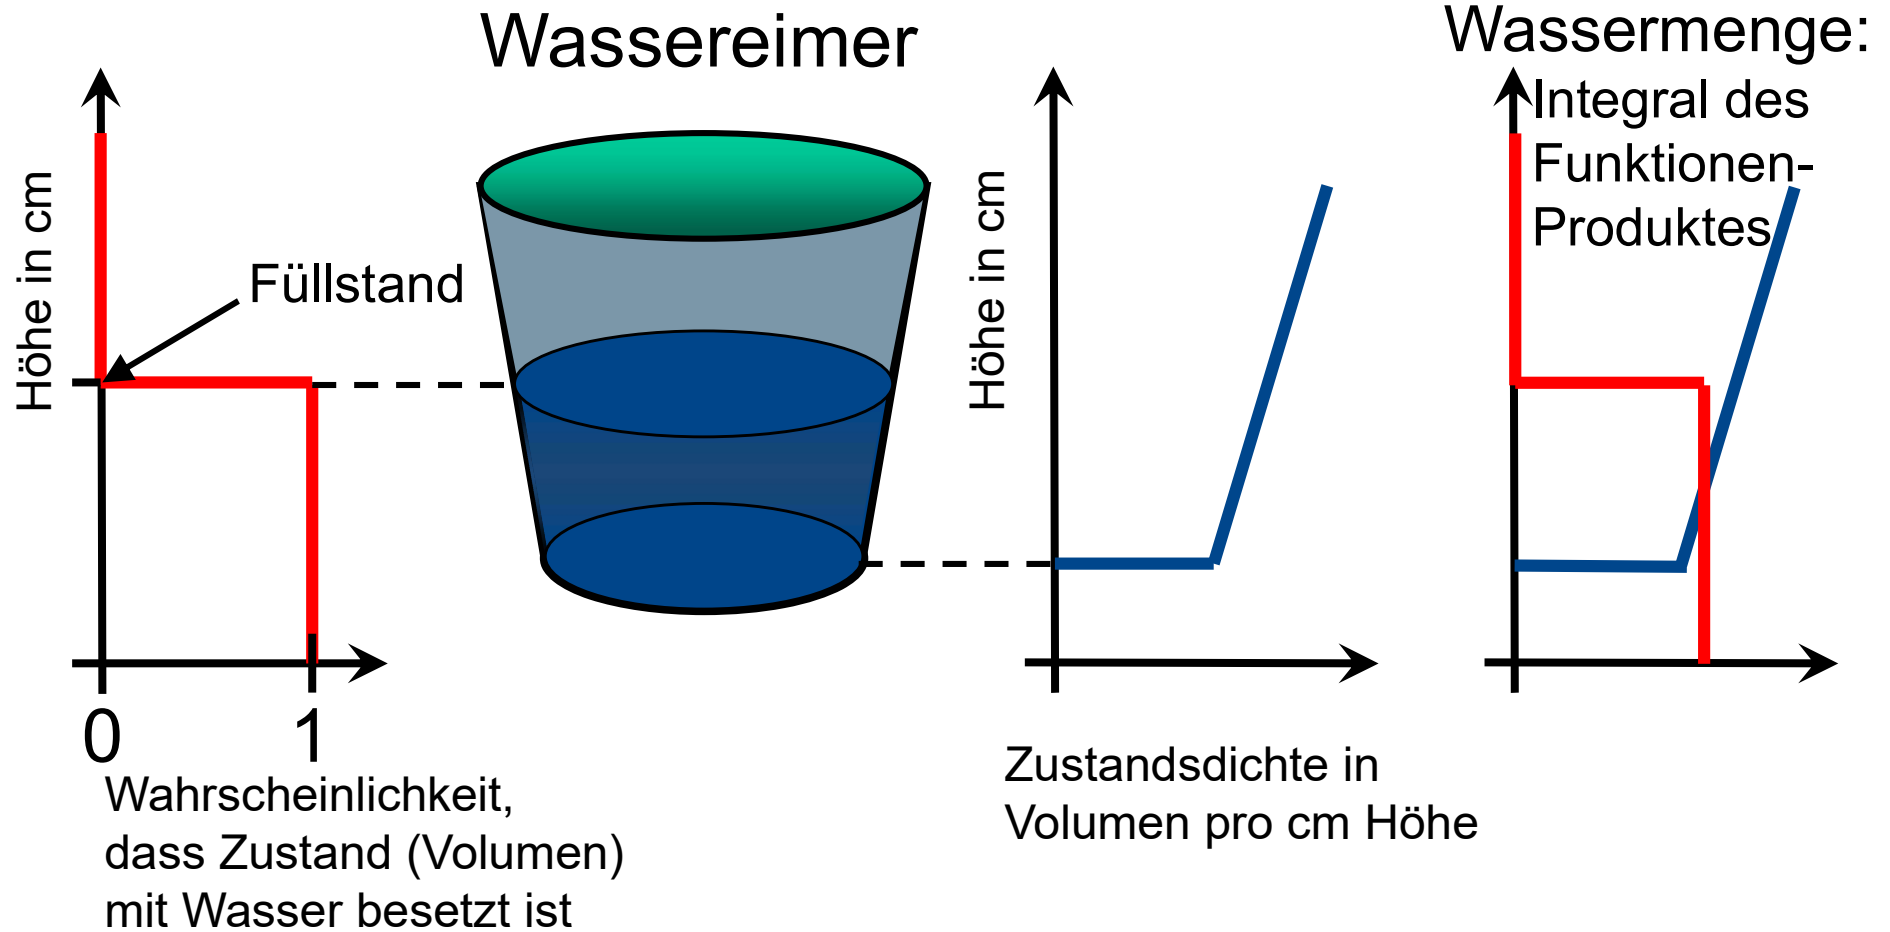 Wassereimer
Höhe in cm
Füllstand
0
1
Wahrscheinlichkeit,
dass Zustand (Volumen)
mit Wasser besetzt ist
Höhe in cm
Zustandsdichte in
Volumen pro cm Höhe
Wassermenge:
Integral des
Funktionen-
Produktes